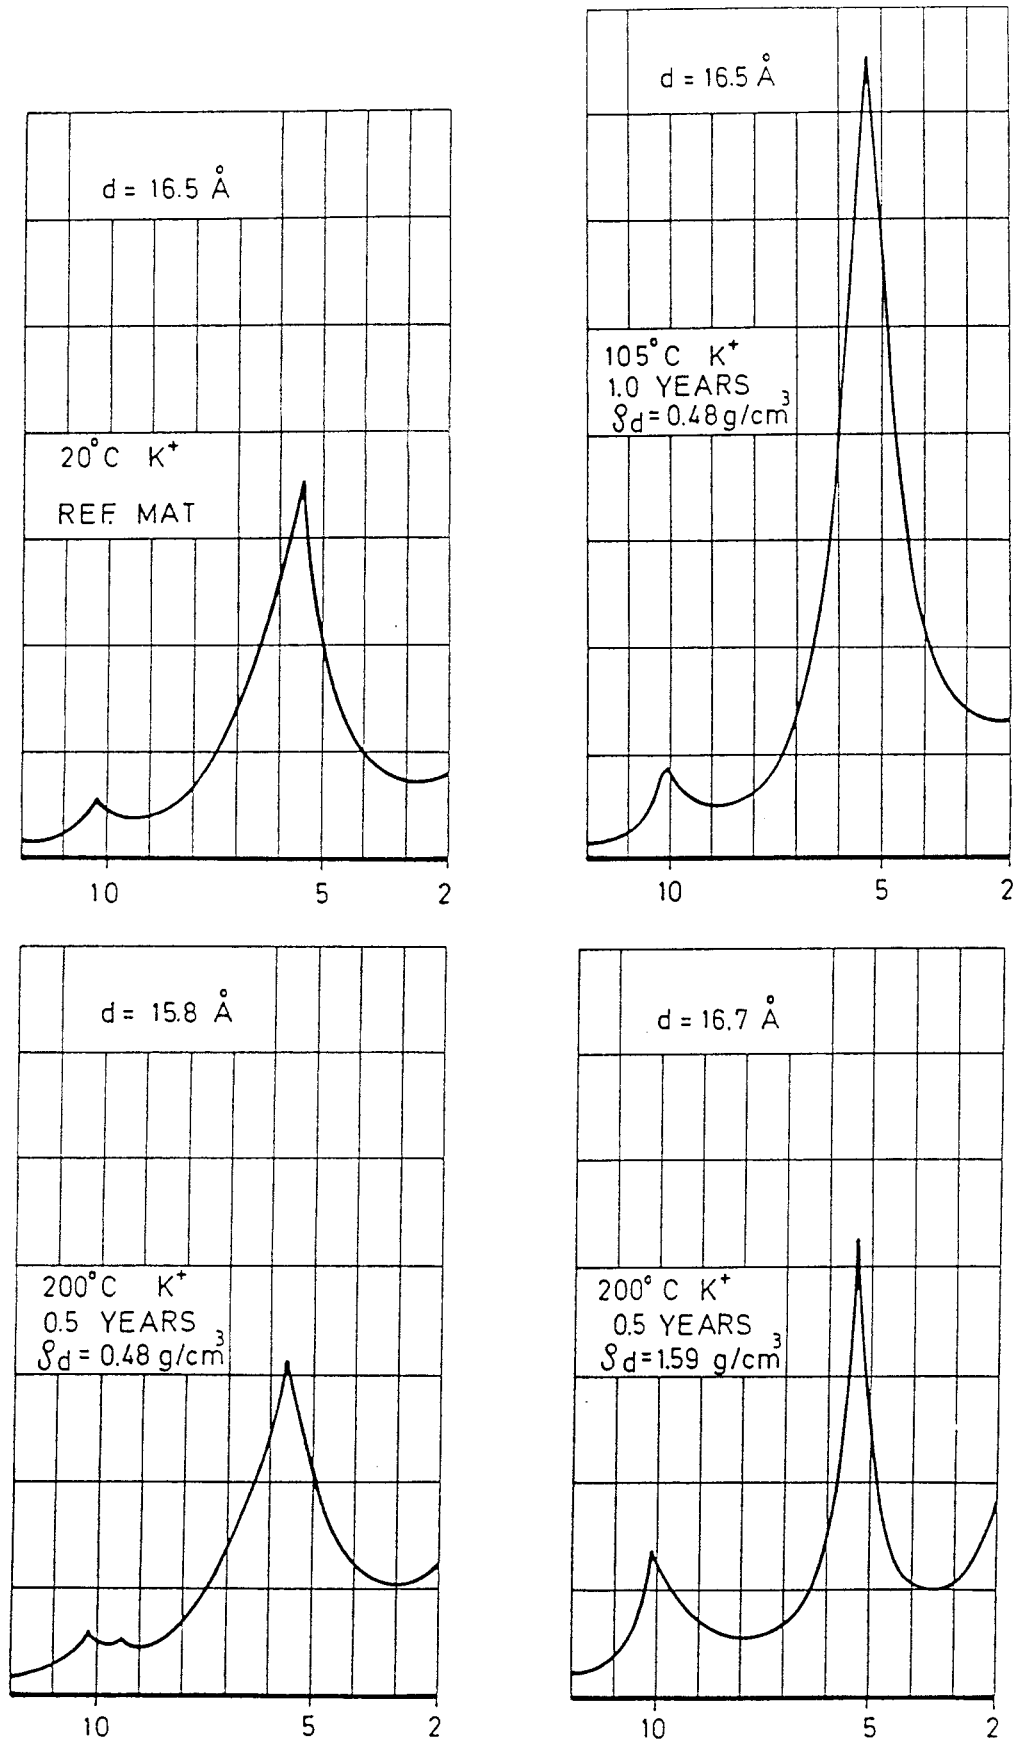 d = 16.5 Å
20°C K⁺
REF. MAT
10 5 2
d = 16.5 Å
105°C K⁺
1.0 YEARS
ρd = 0.48 g/cm³
10 5 2
d = 15.8 Å
200°C K⁺
0.5 YEARS
ρd = 0.48 g/cm³
10 5 2
d = 16.7 Å
200°C K⁺
0.5 YEARS
ρd = 1.59 g/cm³
10 5 2